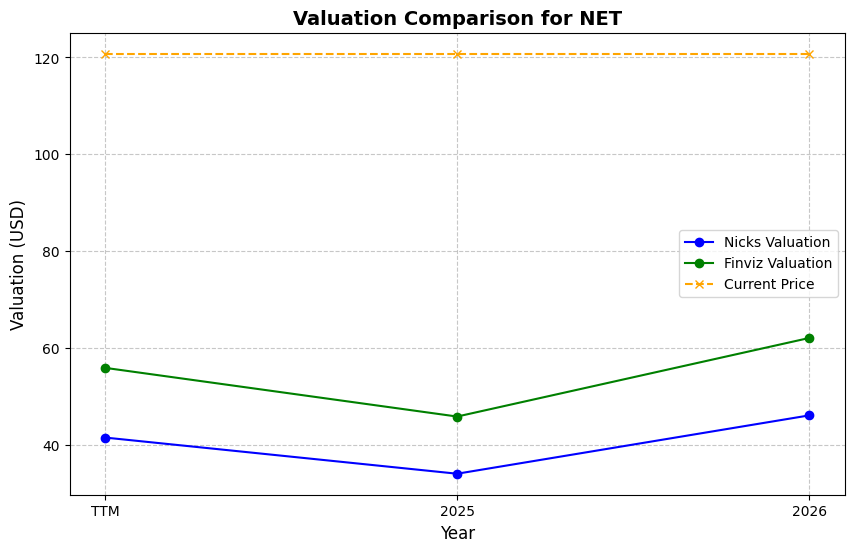 Valuation Comparison for NET
Valuation (USD)
120
100
80
60
40
Nicks Valuation
Finviz Valuation
Current Price
TTM
2025
2026
Year